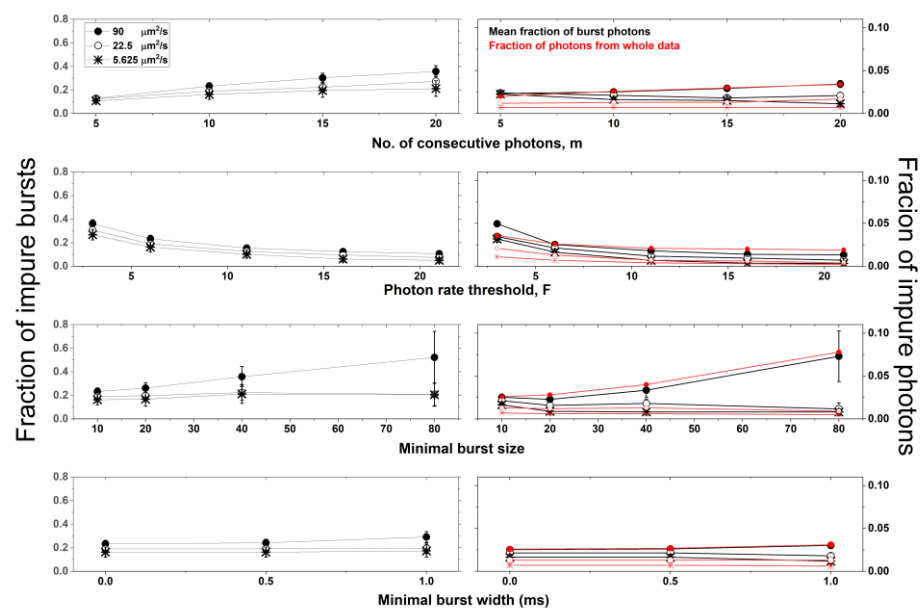 0.8
0.6
0.4
0.2
0.0
90 μm²/s
22.5 μm²/s
5.625 μm²/s
5 10 15 20
Mean fraction of burst photons
Fraction of photons from whole data
0.10
0.05
0.00
5 10 15 20
No. of consecutive photons, m
0.8
0.6
0.4
0.2
0.0
5 10 15 20
0.10
0.05
0.00
5 10 15 20
Photon rate threshold, F
Fraction of impure bursts
Fracion of impure photons
0.8
0.6
0.4
0.2
0.0
10 20 30 40 50 60 70 80
0.10
0.05
0.00
10 20 30 40 50 60 70 80
Minimal burst size
0.8
0.6
0.4
0.2
0.0
0.0 0.5 1.0
0.10
0.05
0.00
0.0 0.5 1.0
Minimal burst width (ms)